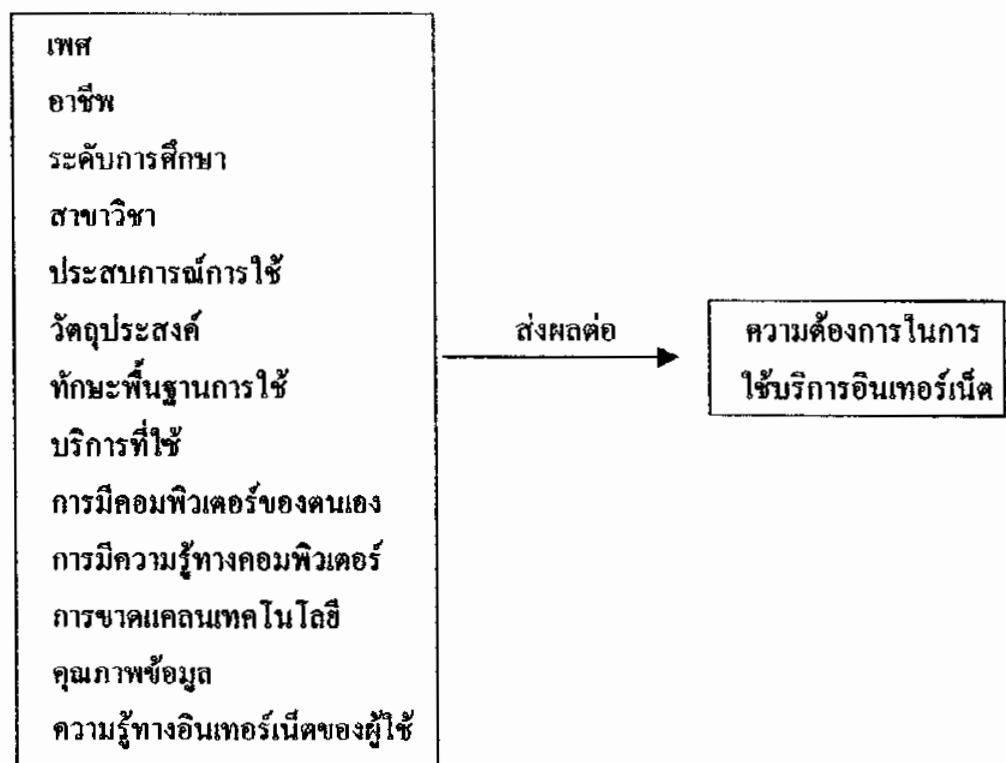 เพศ
อาชีพ
ระดับการศึกษา
สาขาวิชา
ประสบการณ์การใช้
วัตถุประสงค์
ทักษะพื้นฐานการใช้
บริการที่ใช้
การมีคอมพิวเตอร์ของตนเอง
การมีความรู้ทางคอมพิวเตอร์
การขาดแคลนเทคโนโลยี
คุณภาพข้อมูล
ความรู้ทางอินเทอร์เน็ตของผู้ใช้
ส่งผลต่อ
ความต้องการในการ
ใช้บริการอินเทอร์เน็ต